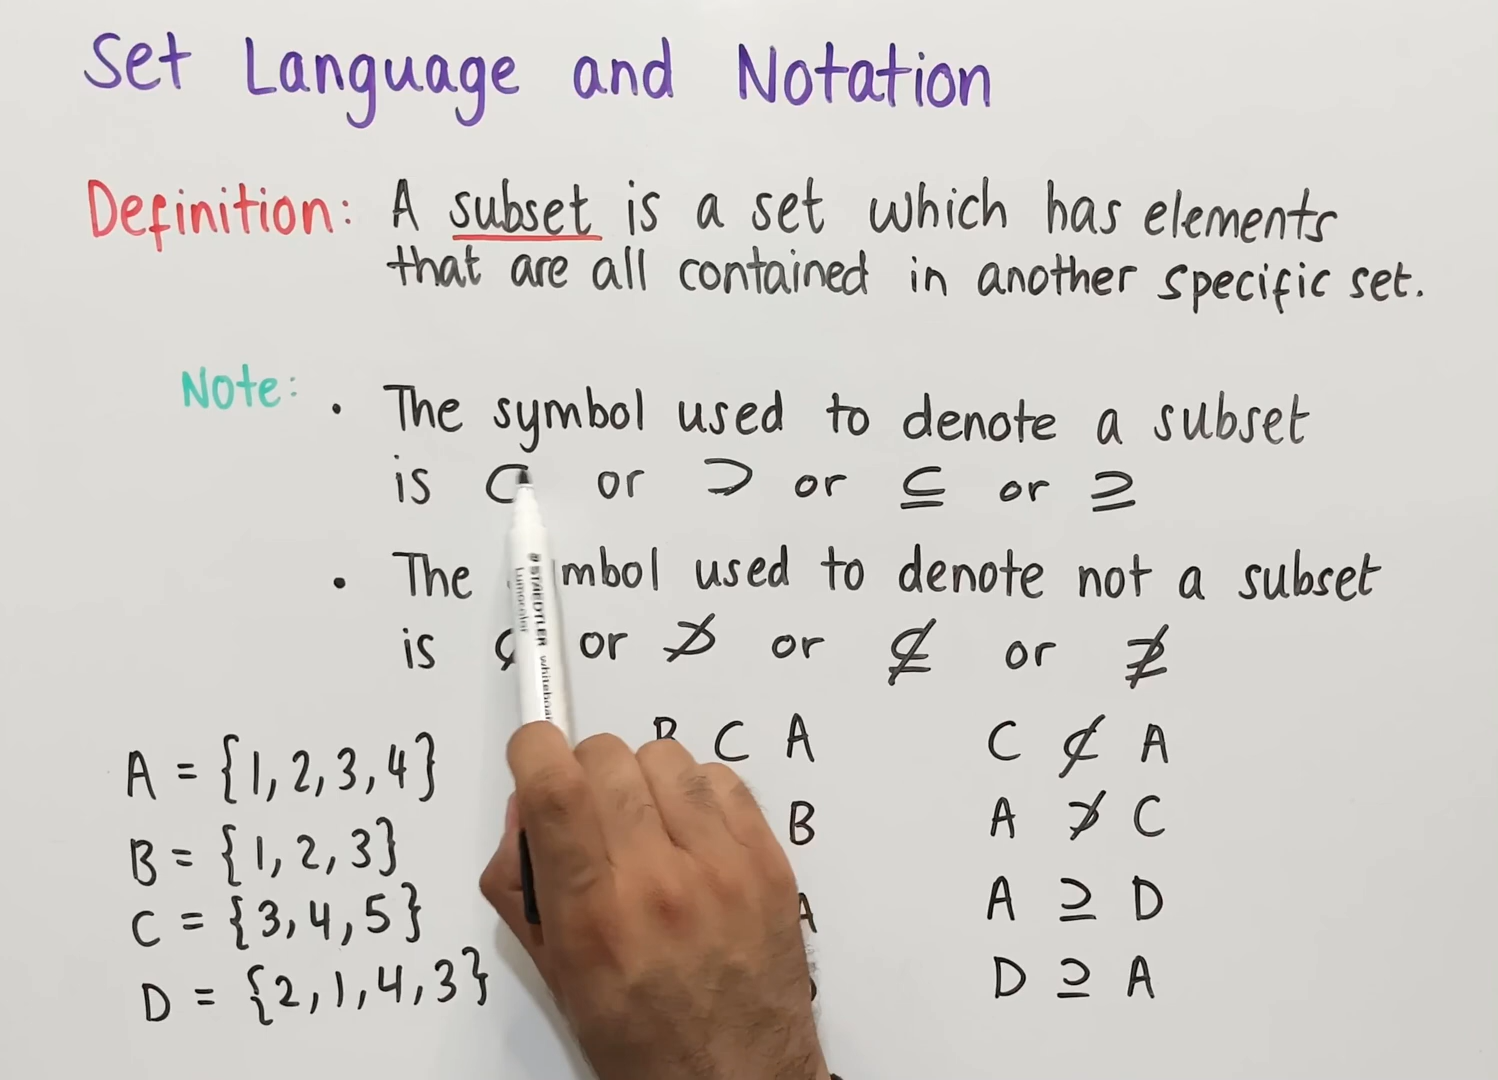 Set Language and Notation
Definition: A subset is a set which has elements
that are all contained in another specific set.
Note: • The symbol used to denote a subset
is ⊂ or ⊃ or ⊆ or ⊇
• The mbol used to denote not a subset
is or ⊅ or ⊈ or ⊉
A = {1, 2, 3, 4}
B = {1, 2, 3}
C = {3, 4, 5}
D = {2, 1, 4, 3}
B ⊂ A
B
A
C ⊄ A
A ⊅ C
A ⊇ D
D ⊇ A
STAEDTLER whiteboa
Lumocolor